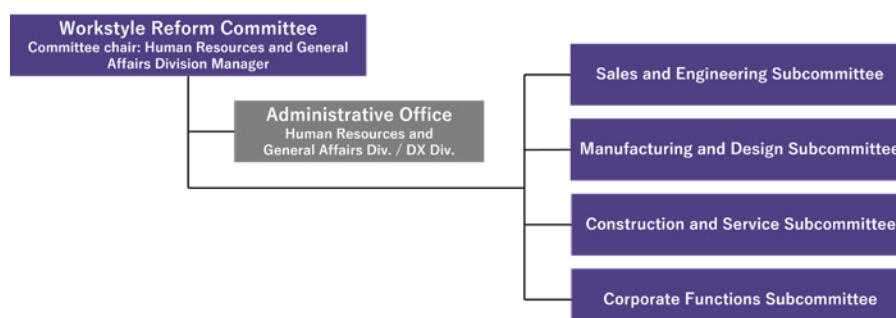 Workstyle Reform Committee
Committee chair: Human Resources and General
Affairs Division Manager
Administrative Office
Human Resources and
General Affairs Div. / DX Div.
Sales and Engineering Subcommittee
Manufacturing and Design Subcommittee
Construction and Service Subcommittee
Corporate Functions Subcommittee